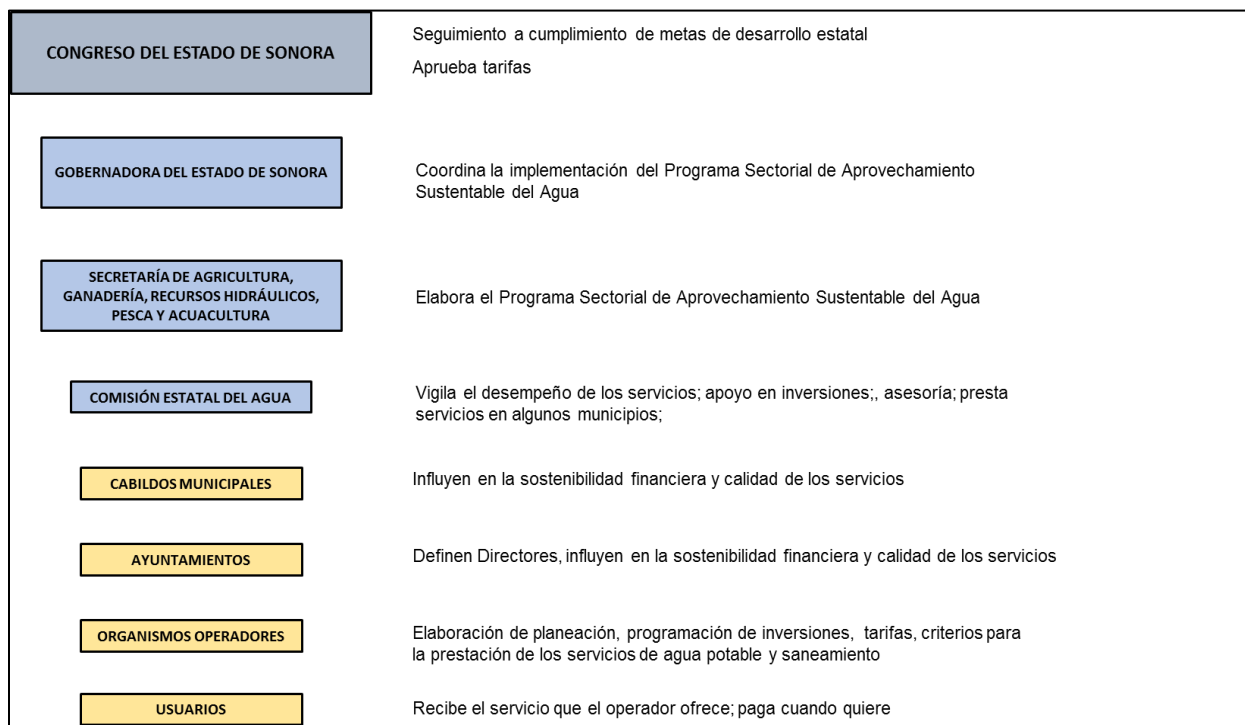 CONGRESO DEL ESTADO DE SONORA
Seguimiento a cumplimiento de metas de desarrollo estatal
Aprueba tarifas
GOBERNADORA DEL ESTADO DE SONORA
Coordina la implementación del Programa Sectorial de Aprovechamiento
Sustentable del Agua
SECRETARÍA DE AGRICULTURA,
GANADERÍA, RECURSOS HIDRÁULICOS,
PESCA Y ACUACULTURA
Elabora el Programa Sectorial de Aprovechamiento Sustentable del Agua
COMISIÓN ESTATAL DEL AGUA
Vigila el desempeño de los servicios; apoyo en inversiones;, asesoría; presta
servicios en algunos municipios;
CABILDOS MUNICIPALES
Influyen en la sostenibilidad financiera y calidad de los servicios
AYUNTAMIENTOS
Definen Directores, influyen en la sostenibilidad financiera y calidad de los servicios
ORGANISMOS OPERADORES
Elaboración de planeación, programación de inversiones, tarifas, criterios para
la prestación de los servicios de agua potable y saneamiento
USUARIOS
Recibe el servicio que el operador ofrece; paga cuando quiere